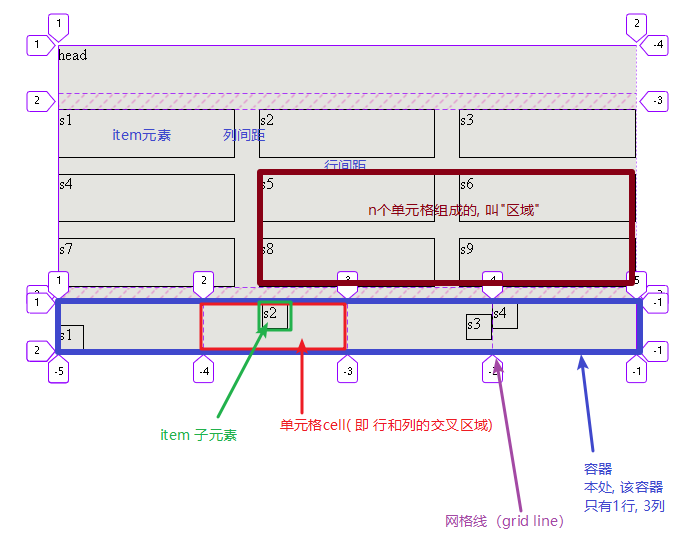 1 2
1 -4
head
2 -3
s1 s2 s3
item元素 列间距
行间距
s4 s5 s6
n个单元格组成的, 叫"区域"
s7 s8 s9
1 2 3 4 5
1 -1
s2 s3 s4
s1
2 -1
-5 -4 -3 -2 -1
item 子元素
单元格cell( 即 行和列的交叉区域)
容器
本处, 该容器
只有1行, 3列
网格线（grid line）